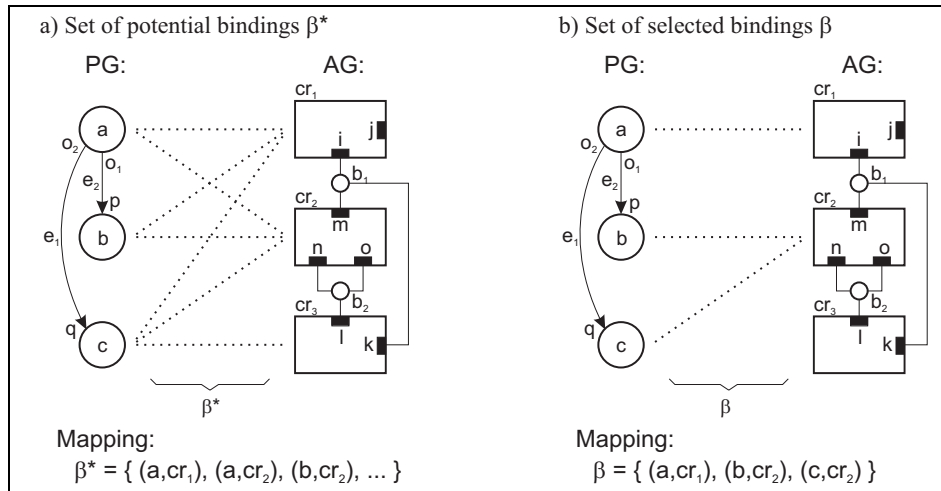 a) Set of potential bindings β*
PG:
AG:
cr₁
a
j
i
o₂
o₁
e₂
b₁
p
cr₂
m
e₁
b
n
o
b₂
cr₃
q
c
l
k
β*
Mapping:
β* = { (a,cr₁), (a,cr₂), (b,cr₂), ... }
b) Set of selected bindings β
PG:
AG:
cr₁
a
j
i
o₂
o₁
e₂
b₁
p
cr₂
m
e₁
b
n
o
b₂
cr₃
q
c
l
k
β
Mapping:
β = { (a,cr₁), (b,cr₂), (c,cr₂) }